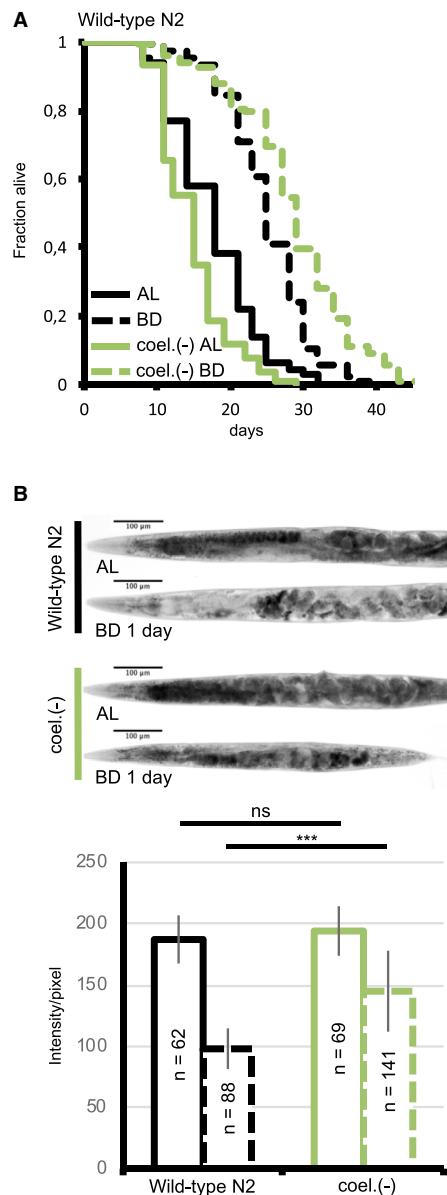 A
Wild-type N2
Fraction alive
1
0,8
0,6
0,4
0,2
0
AL
BD
coel.(-) AL
coel.(-) BD
0 10 20 30 40
days
B
Wild-type N2
100 µm
AL
100 µm
BD 1 day
coel.(-)
100 µm
AL
100 µm
BD 1 day
ns
***
Intensity/pixel
250
200
150
100
50
0
n = 62
n = 88
n = 69
n = 141
Wild-type N2 coel.(-)